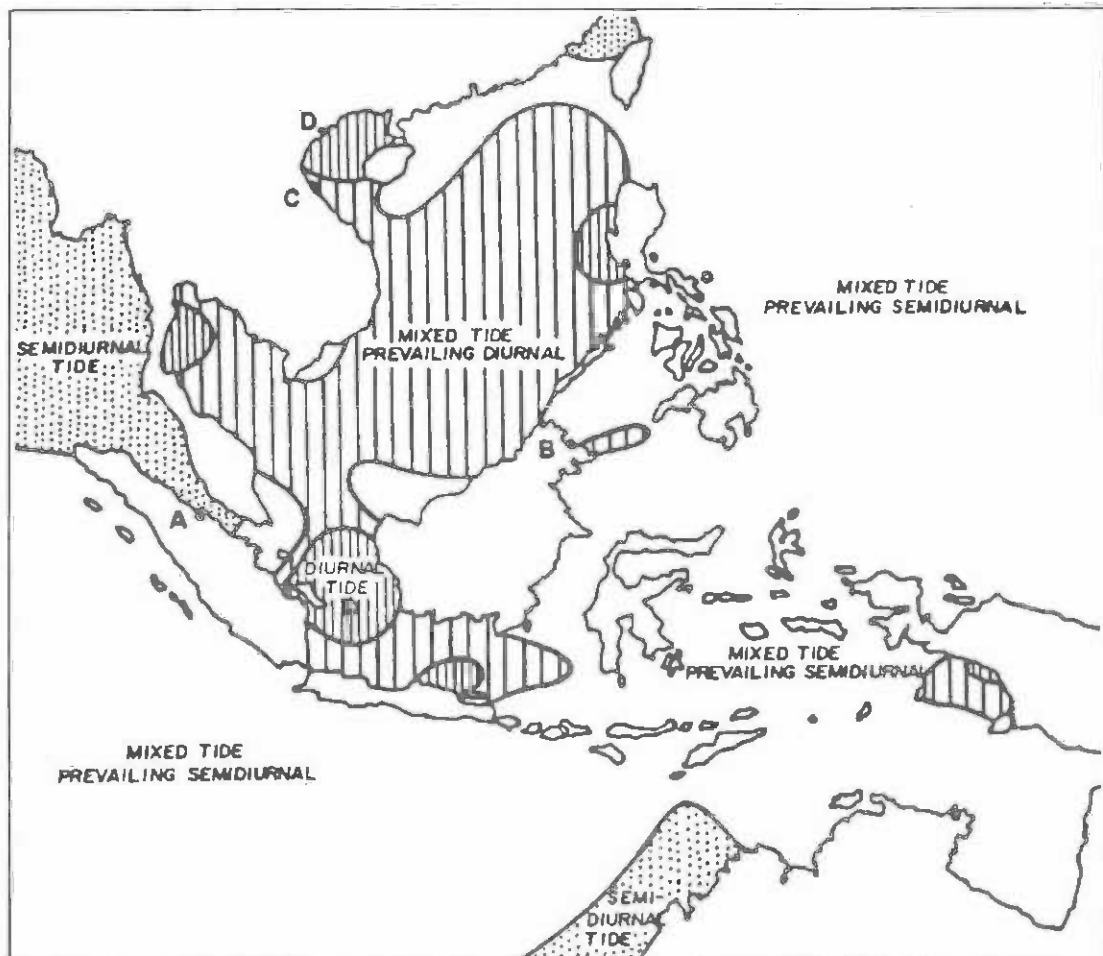 D
C
MIXED TIDE
PREVAILING SEMIDIURNAL
MIXED TIDE
PREVAILING DIURNAL
SEMIDIURNAL
TIDE
B
A
DIURNAL
TIDE
MIXED TIDE
PREVAILING SEMIDIURNAL
MIXED TIDE
PREVAILING SEMIDIURNAL
SEMI-
DIURNAL
TIDE